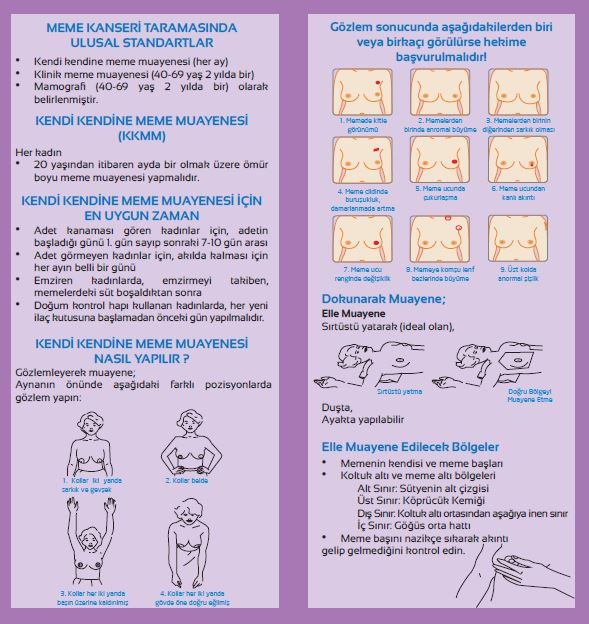 MEME KANSERİ TARAMASINDA
ULUSAL STANDARTLAR
• Kendi kendine meme muayenesi (her ay)
• Klinik meme muayenesi (40-69 yaş 2 yılda bir)
• Mamografi (40-69 yaş 2 yılda bir) olarak
belirlenmiştir.
KENDİ KENDİNE MEME MUAYENESİ
(KKMM)
Her kadın
• 20 yaşından itibaren ayda bir olmak üzere ömür
boyu meme muayenesi yapmalıdır.
KENDİ KENDİNE MEME MUAYENESİ İÇİN
EN UYGUN ZAMAN
• Adet kanaması gören kadınlar için, adetin
başladığı günü 1. gün sayıp sonraki 7-10 gün arası
• Adet görmeyen kadınlar için, akılda kalması için
her ayın belli bir günü
• Emziren kadınlarda, emzirmeyi takiben,
memelerdeki süt boşaldıktan sonra
• Doğum kontrol hapı kullanan kadınlarda, her yeni
ilaç kutusuna başlamadan önceki gün yapılmalıdır.
KENDİ KENDİNE MEME MUAYENESİ
NASIL YAPILIR ?
Gözlemleyerek muayene;
Aynanın önünde aşağıdaki farklı pozisyonlarda
gözlem yapın:
1. Kollar iki yanda
sarkık ve gevşek
2. Kollar belde
3. Kollar her iki yanda
başın üzerine kaldırılmış
4. Kollar her iki yanda
gövde öne doğru eğilmiş
Gözlem sonucunda aşağıdakilerden biri
veya birkaçı görülürse hekime
başvurulmalıdır!
1. Memede kitle
görünümü
2. Memelerden
birinde anromal büyüme
3. Memelerden birinin
diğerinden sarkık olması
4. Meme cildinde
buruşukluk,
damarlanmada artma
5. Meme ucunda
çukurlaşma
6. Meme ucundan
kanlı akıntı
7. Meme ucu
renginde değişiklik
8. Memeye komşu lenf
bezlerinde büyüme
9. Üst kolda
anormal şişlik
Dokunarak Muayene;
Elle Muayene
Sırtüstü yatarak (ideal olan),
Sırtüstü yatma
Doğru Bölgeyi
Muayene Etme
Duşta,
Ayakta yapılabilir
Elle Muayene Edilecek Bölgeler
• Memenin kendisi ve meme başları
• Koltuk altı ve meme altı bölgeleri
Alt Sınır: Sütyenin alt çizgisi
Üst Sınır: Köprücük Kemiği
Dış Sınır: Koltuk altı ortasından aşağıya inen sınır
İç Sınır: Göğüs orta hattı
• Meme başını nazikçe sıkarak akıntı
gelip gelmediğini kontrol edin.